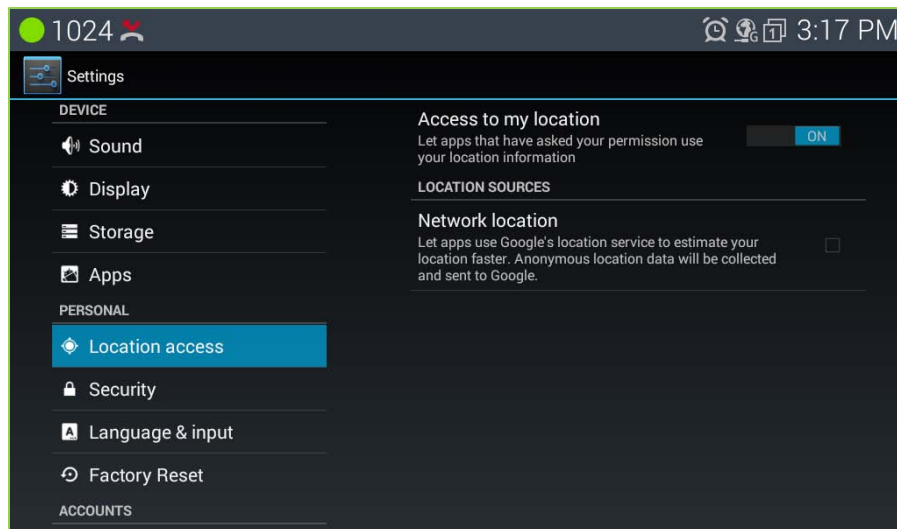 1024
3:17 PM
Settings
DEVICE
Sound
Display
Storage
Apps
PERSONAL
Location access
Security
Language & input
Factory Reset
ACCOUNTS
Access to my location
ON
Let apps that have asked your permission use
your location information
LOCATION SOURCES
Network location
Let apps use Google's location service to estimate your
location faster. Anonymous location data will be collected
and sent to Google.